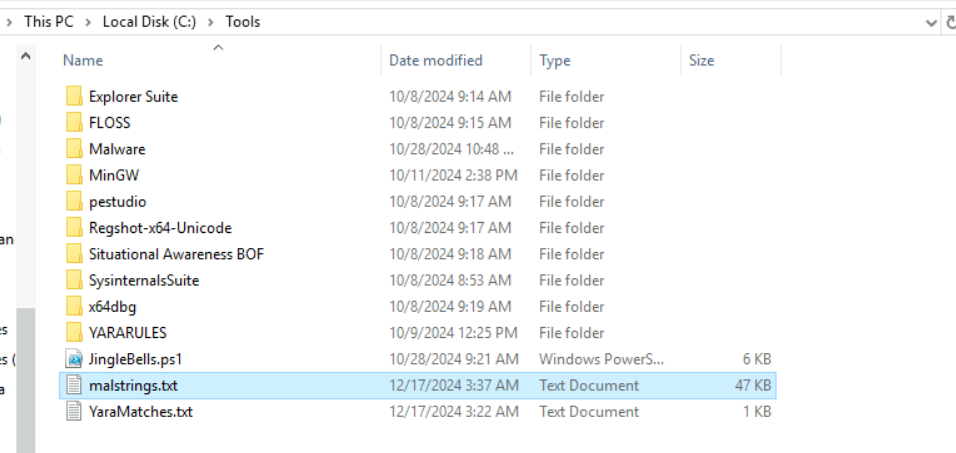 This PC > Local Disk (C:) > Tools
Name Date modified Type Size
Explorer Suite 10/8/2024 9:14 AM File folder
FLOSS 10/8/2024 9:15 AM File folder
Malware 10/28/2024 10:48 ... File folder
MinGW 10/11/2024 2:38 PM File folder
pestudio 10/8/2024 9:17 AM File folder
Regshot-x64-Unicode 10/8/2024 9:17 AM File folder
Situational Awareness BOF 10/8/2024 9:18 AM File folder
SysinternalsSuite 10/8/2024 8:53 AM File folder
x64dbg 10/8/2024 9:19 AM File folder
YARARULES 10/9/2024 12:25 PM File folder
JingleBells.ps1 10/28/2024 9:21 AM Windows PowerS... 6 KB
malstrings.txt 12/17/2024 3:37 AM Text Document 47 KB
YaraMatches.txt 12/17/2024 3:22 AM Text Document 1 KB